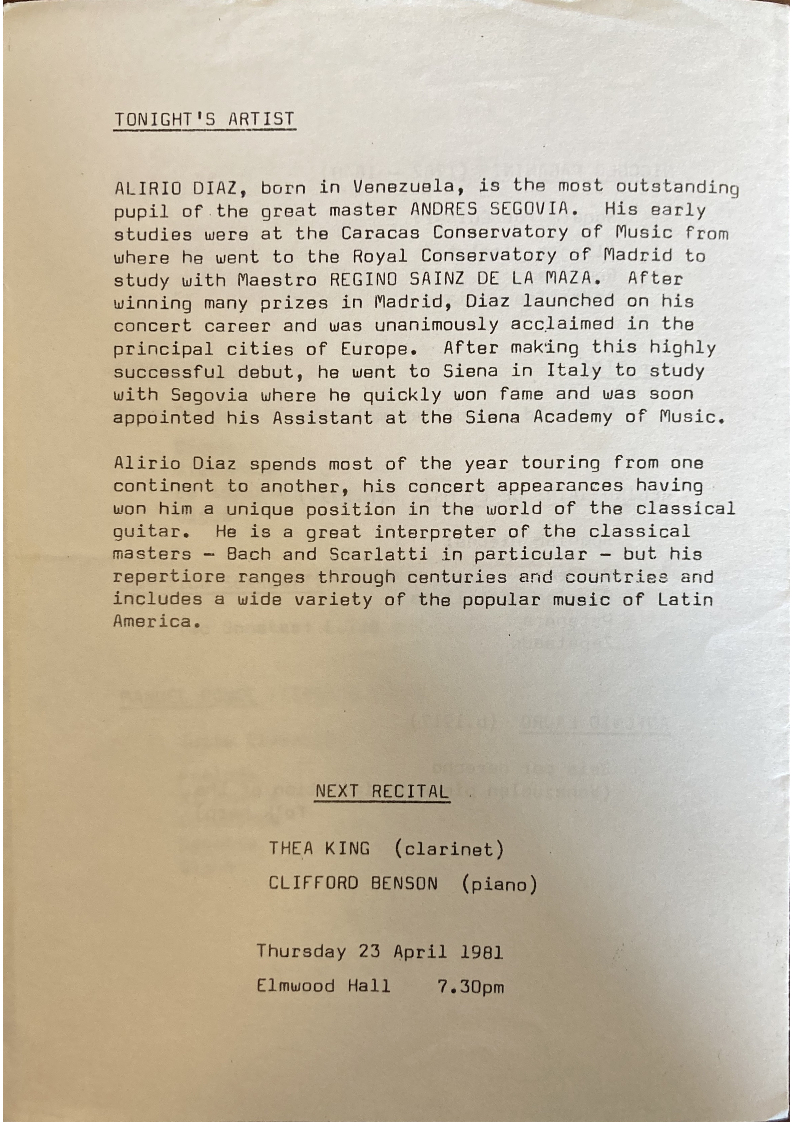 TONIGHT'S ARTIST
ALIRIO DIAZ, born in Venezuela, is the most outstanding
pupil of the great master ANDRES SEGOVIA.  His early
studies were at the Caracas Conservatory of Music from
where he went to the Royal Conservatory of Madrid to
study with Maestro REGINO SAINZ DE LA MAZA.  After
winning many prizes in Madrid, Diaz launched on his
concert career and was unanimously acclaimed in the
principal cities of Europe.  After making this highly
successful debut, he went to Siena in Italy to study
with Segovia where he quickly won fame and was soon
appointed his Assistant at the Siena Academy of Music.
Alirio Diaz spends most of the year touring from one
continent to another, his concert appearances having
won him a unique position in the world of the classical
guitar.  He is a great interpreter of the classical
masters – Bach and Scarlatti in particular – but his
repertiore ranges through centuries and countries and
includes a wide variety of the popular music of Latin
America.
NEXT RECITAL
THEA KING  (clarinet)
CLIFFORD BENSON  (piano)
Thursday 23 April 1981
Elmwood Hall    7.30pm